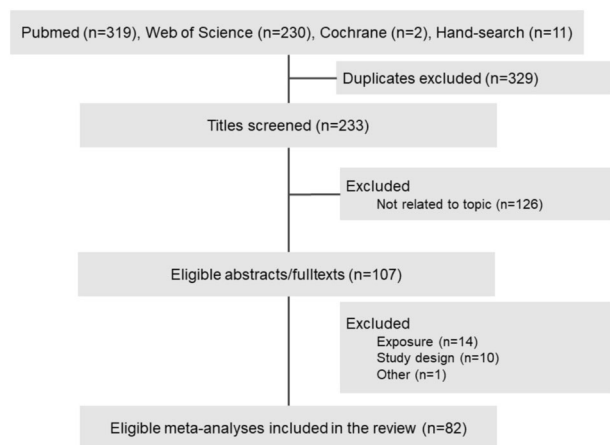 Pubmed (n=319), Web of Science (n=230), Cochrane (n=2), Hand-search (n=11)
Duplicates excluded (n=329)
Titles screened (n=233)
Excluded
Not related to topic (n=126)
Eligible abstracts/fulltexts (n=107)
Excluded
Exposure (n=14)
Study design (n=10)
Other (n=1)
Eligible meta-analyses included in the review (n=82)